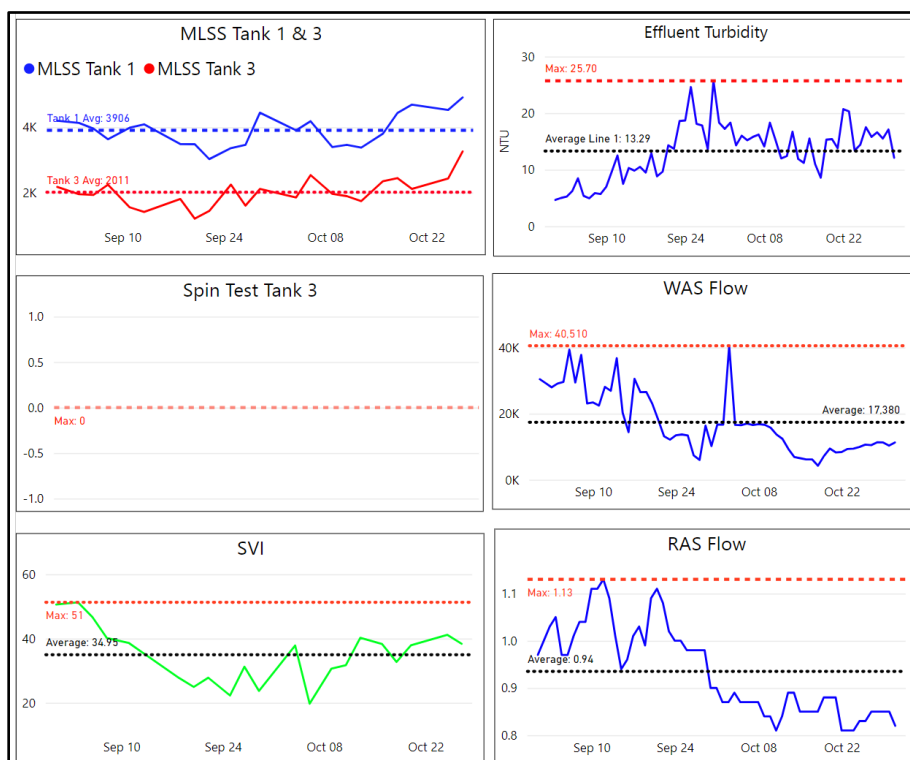 MLSS Tank 1 & 3
MLSS Tank 1 MLSS Tank 3
Tank 1 Avg: 3906
4K
Tank 3 Avg: 2011
2K
Sep 10 Sep 24 Oct 08 Oct 22
Effluent Turbidity
30
Max: 25.70
20
NTU
Average Line 1: 13.29
10
0
Sep 10 Sep 24 Oct 08 Oct 22
Spin Test Tank 3
1.0
0.5
0.0
Max: 0
-0.5
-1.0
WAS Flow
Max: 40,510
40K
Average: 17,380
20K
0K
Sep 10 Sep 24 Oct 08 Oct 22
SVI
60
Max: 51
40
Average: 34.95
20
Sep 10 Sep 24 Oct 08 Oct 22
RAS Flow
1.1
Max: 1.13
1.0
Average: 0.94
0.9
0.8
Sep 10 Sep 24 Oct 08 Oct 22